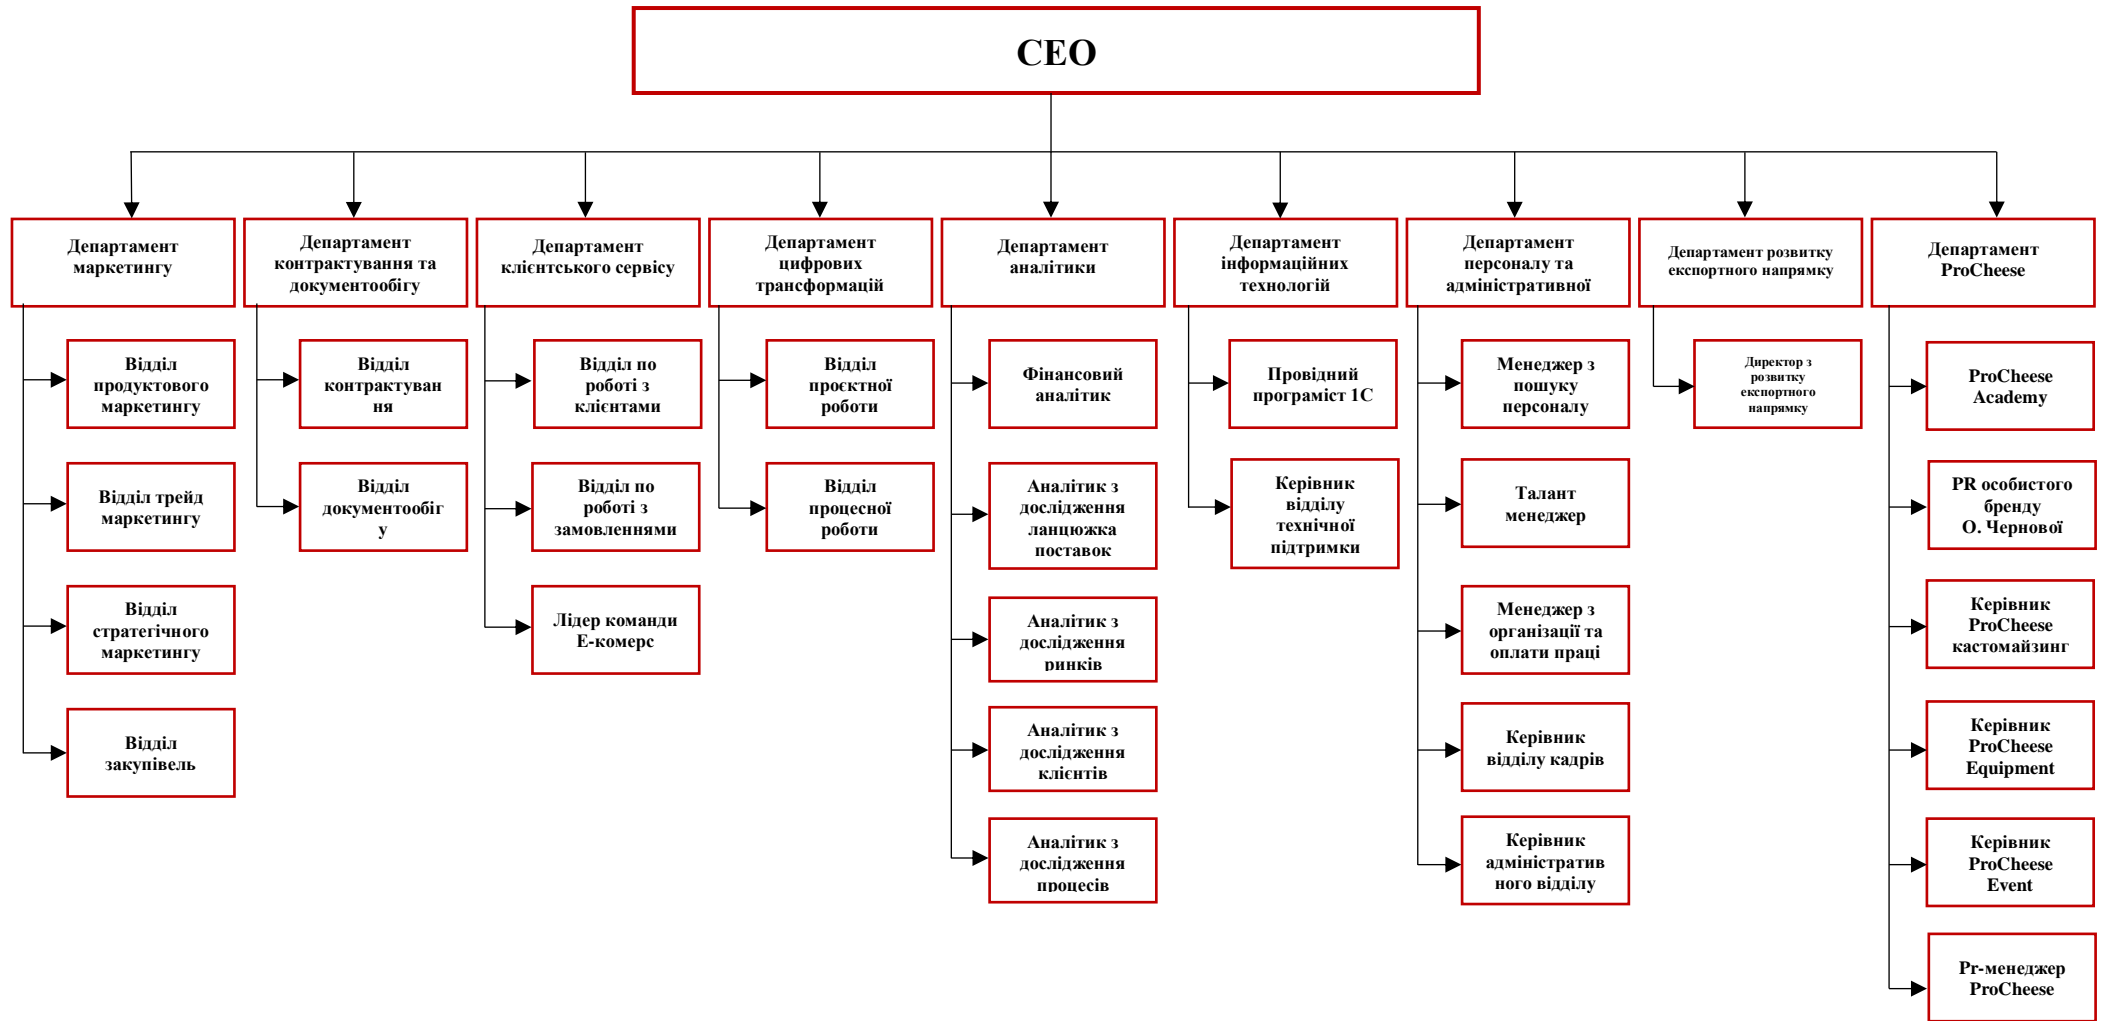 CEO
Департамент
маркетингу
Департамент
контрактування та
документообігу
Департамент
клієнтського сервісу
Департамент
цифрових
трансформацій
Департамент
аналітики
Департамент
інформаційних
технологій
Департамент
персоналу та
адміністративної
Департамент розвитку
експортного напрямку
Департамент
ProCheese
Відділ
продуктового
маркетингу
Відділ трейд
маркетингу
Відділ
стратегічного
маркетингу
Відділ
закупівель
Відділ
контрактуван
ня
Відділ
документообіг
у
Відділ по
роботі з
клієнтами
Відділ по
роботі з
замовленнями
Лідер команди
Е-комерс
Відділ
проєктної
роботи
Відділ
процесної
роботи
Фінансовий
аналітик
Аналітик з
дослідження
ланцюжка
поставок
Аналітик з
дослідження
ринків
Аналітик з
дослідження
клієнтів
Аналітик з
дослідження
процесів
Провідний
програміст 1С
Керівник
відділу
технічної
підтримки
Менеджер з
пошуку
персоналу
Талант
менеджер
Менеджер з
організації та
оплати праці
Керівник
відділу кадрів
Керівник
адміністратив
ного відділу
Директор з
розвитку
експортного
напрямку
ProCheese
Academy
PR особистого
бренду
О. Чернової
Керівник
ProCheese
кастомайзинг
Керівник
ProCheese
Equipment
Керівник
ProCheese
Event
Pr-менеджер
ProCheese